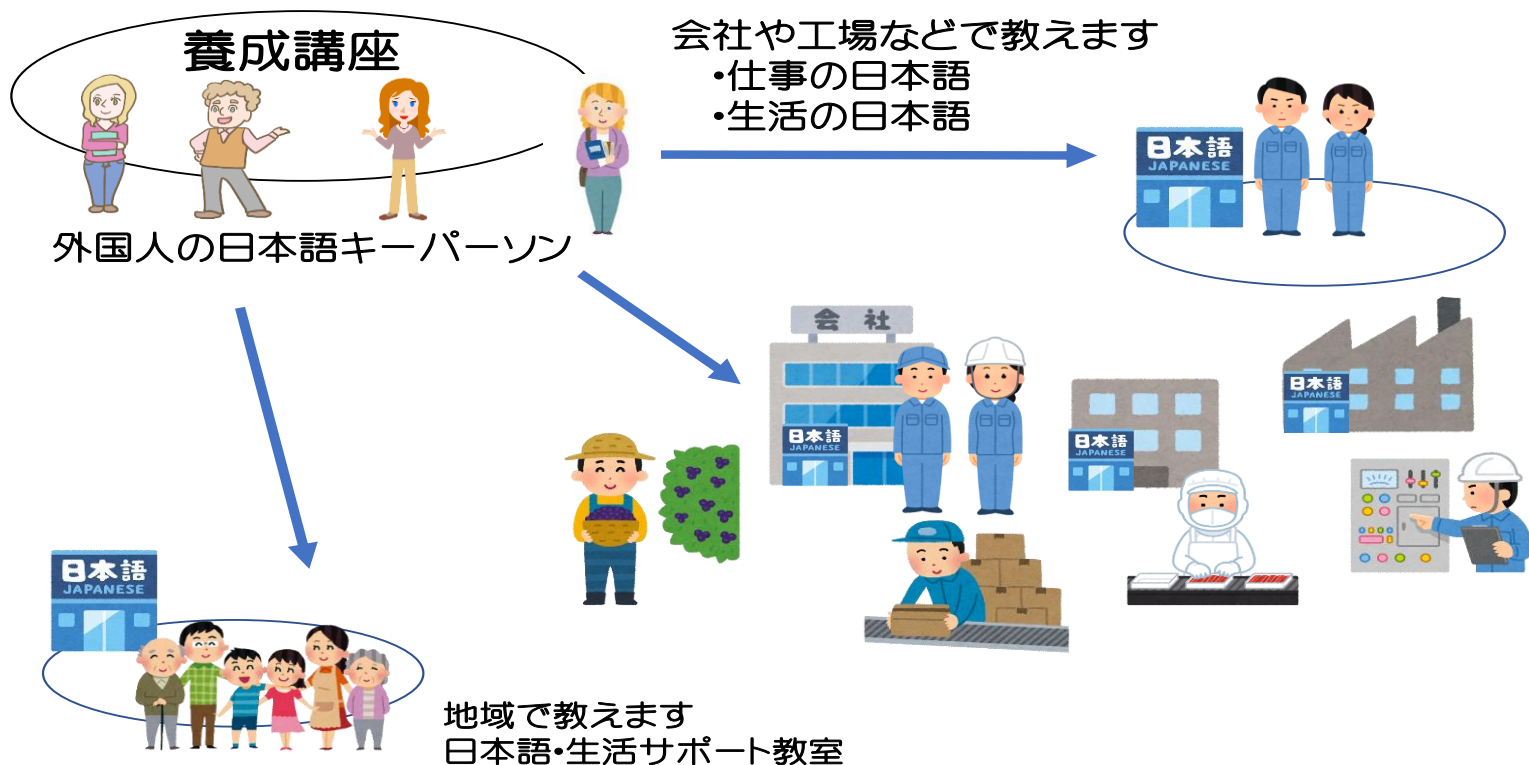 養成講座
外国人の日本語キーパーソン
会社や工場などで教えます
・仕事の日本語
・生活の日本語
日本語
JAPANESE
会社
日本語
JAPANESE
日本語
JAPANESE
日本語
JAPANESE
日本語
JAPANESE
地域で教えます
日本語・生活サポート教室